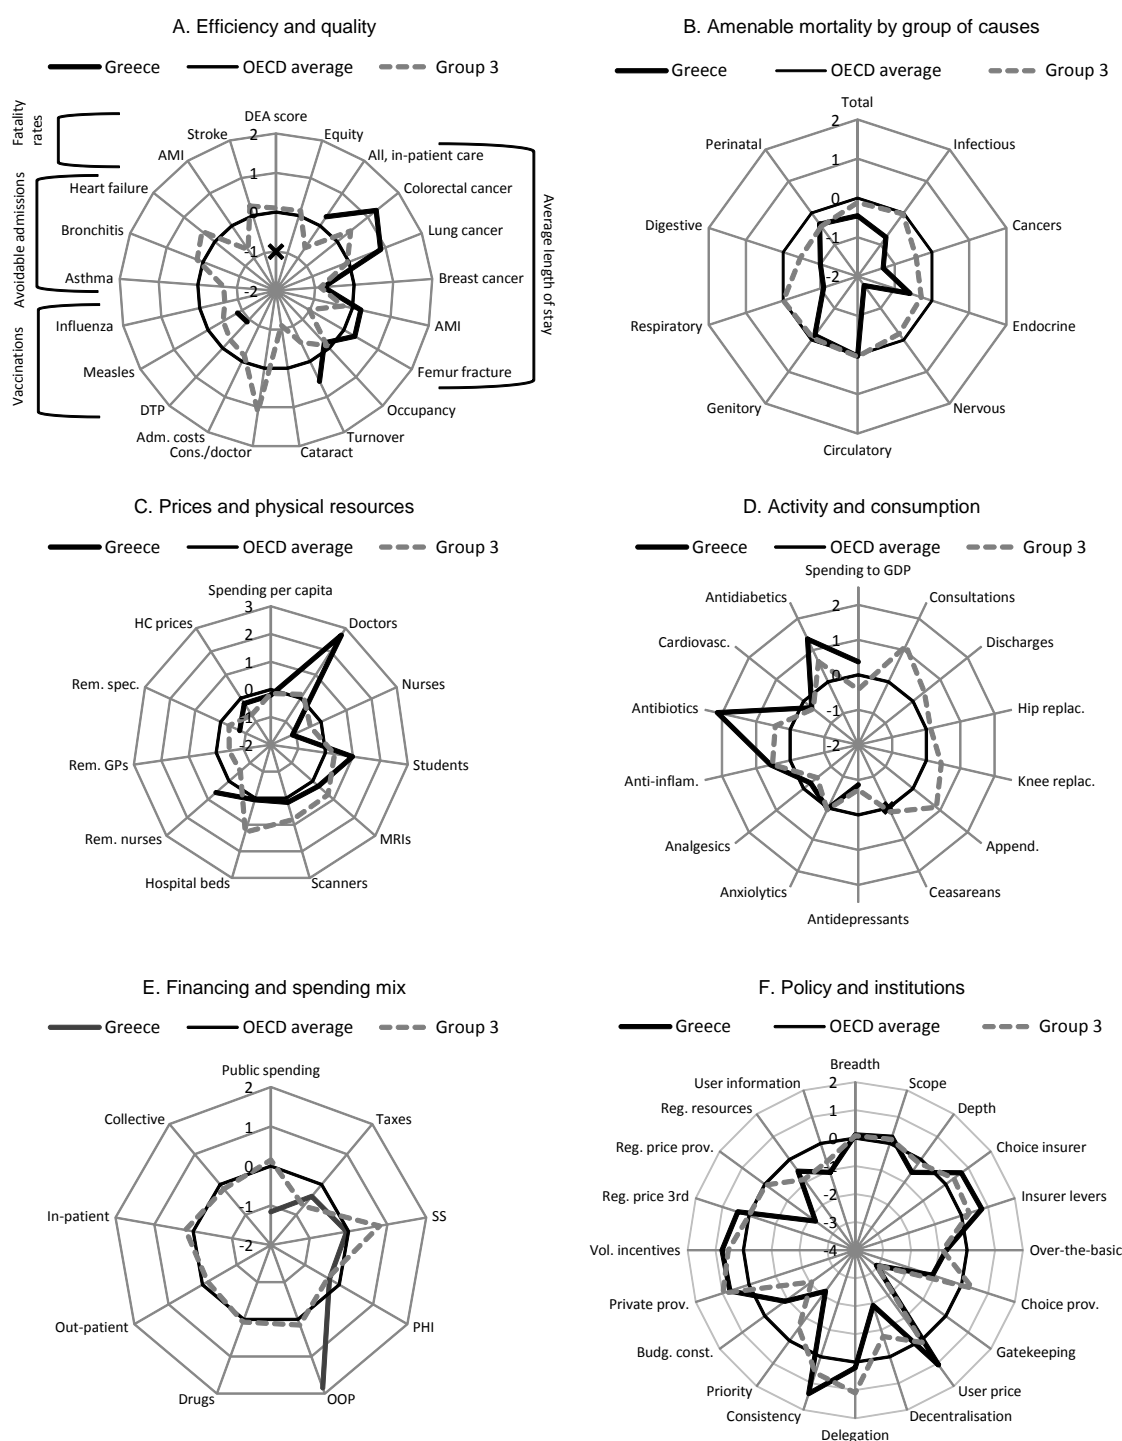 A. Efficiency and quality
Greece
OECD average
Group 3
Fatality
rates
Avoidable admissions
Vaccinations
Average length of stay
DEA score
Equity
All, in-patient care
Colorectal cancer
Lung cancer
Breast cancer
AMI
Femur fracture
Occupancy
Turnover
Cataract
Cons./doctor
Adm. costs
DTP
Measles
Influenza
Asthma
Bronchitis
Heart failure
AMI
Stroke
2
1
0
-1
-2
B. Amenable mortality by group of causes
Greece
OECD average
Group 3
Total
Infectious
Cancers
Endocrine
Nervous
Circulatory
Genitory
Respiratory
Digestive
Perinatal
2
1
0
-1
-2
C. Prices and physical resources
Greece
OECD average
Group 3
Spending per capita
Doctors
Nurses
Students
MRIs
Scanners
Hospital beds
Rem. nurses
Rem. GPs
Rem. spec.
HC prices
3
2
1
0
-1
-2
D. Activity and consumption
Greece
OECD average
Group 3
Spending to GDP
Consultations
Discharges
Hip replac.
Knee replac.
Append.
Ceasareans
Antidepressants
Anxiolytics
Analgesics
Anti-inflam.
Antibiotics
Cardiovasc.
Antidiabetics
2
1
0
-1
-2
E. Financing and spending mix
Greece
OECD average
Group 3
Public spending
Taxes
SS
PHI
OOP
Drugs
Out-patient
In-patient
Collective
2
1
0
-1
-2
F. Policy and institutions
Greece
OECD average
Group 3
Breadth
Scope
Depth
Choice insurer
Insurer levers
Over-the-basic
Choice prov.
Gatekeeping
User price
Decentralisation
Delegation
Consistency
Priority
Budg. const.
Private prov.
Vol. incentives
Reg. price 3rd
Reg. price prov.
Reg. resources
User information
2
1
0
-1
-2
-3
-4